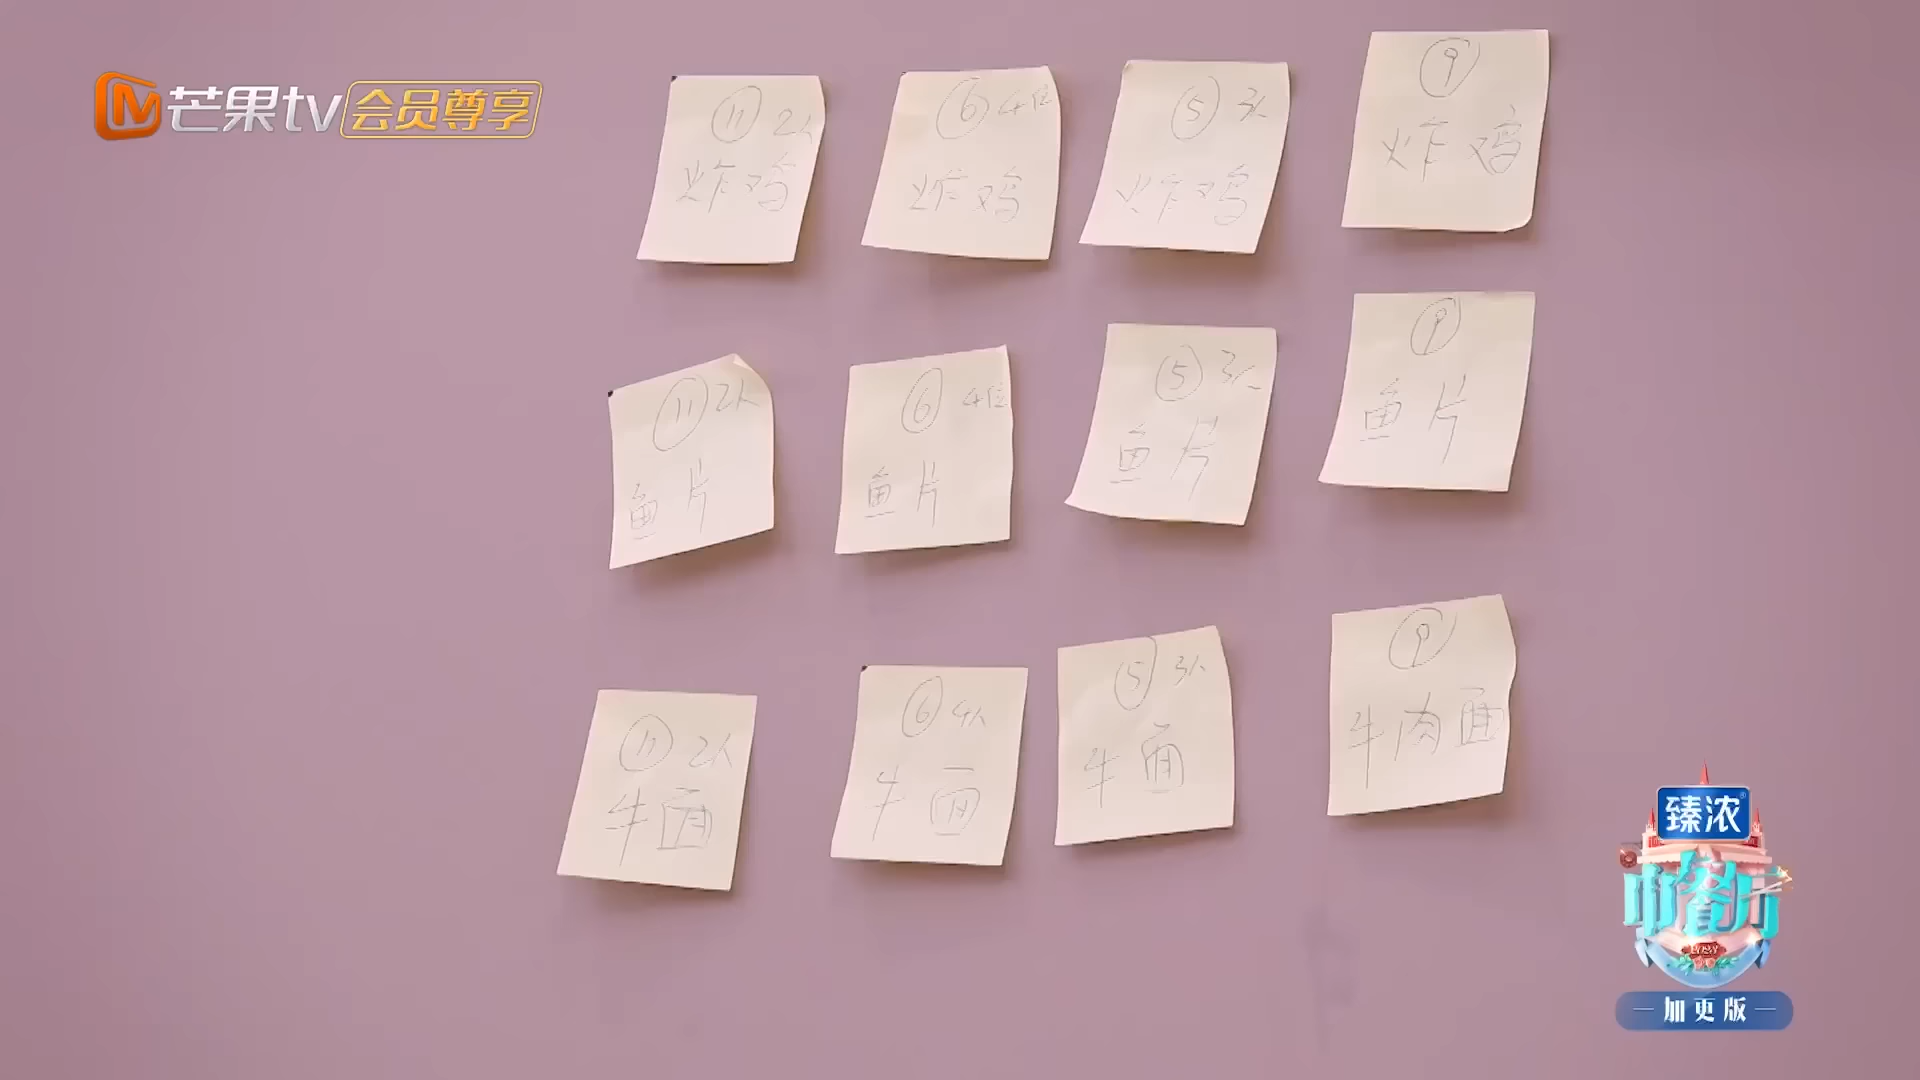 芒果tv 会员尊享
⑪ 2人
炸鸡
⑥ 4位
炸鸡
⑤ 3人
炸鸡
⑨
炸鸡
⑪ 2人
鱼片
⑥ 4位
鱼片
⑤ 3人
鱼片
⑨
鱼片
⑪ 2人
牛面
⑥ 4人
牛面
⑤ 3人
牛面
⑨
牛肉面
臻浓
中餐厅
加更版